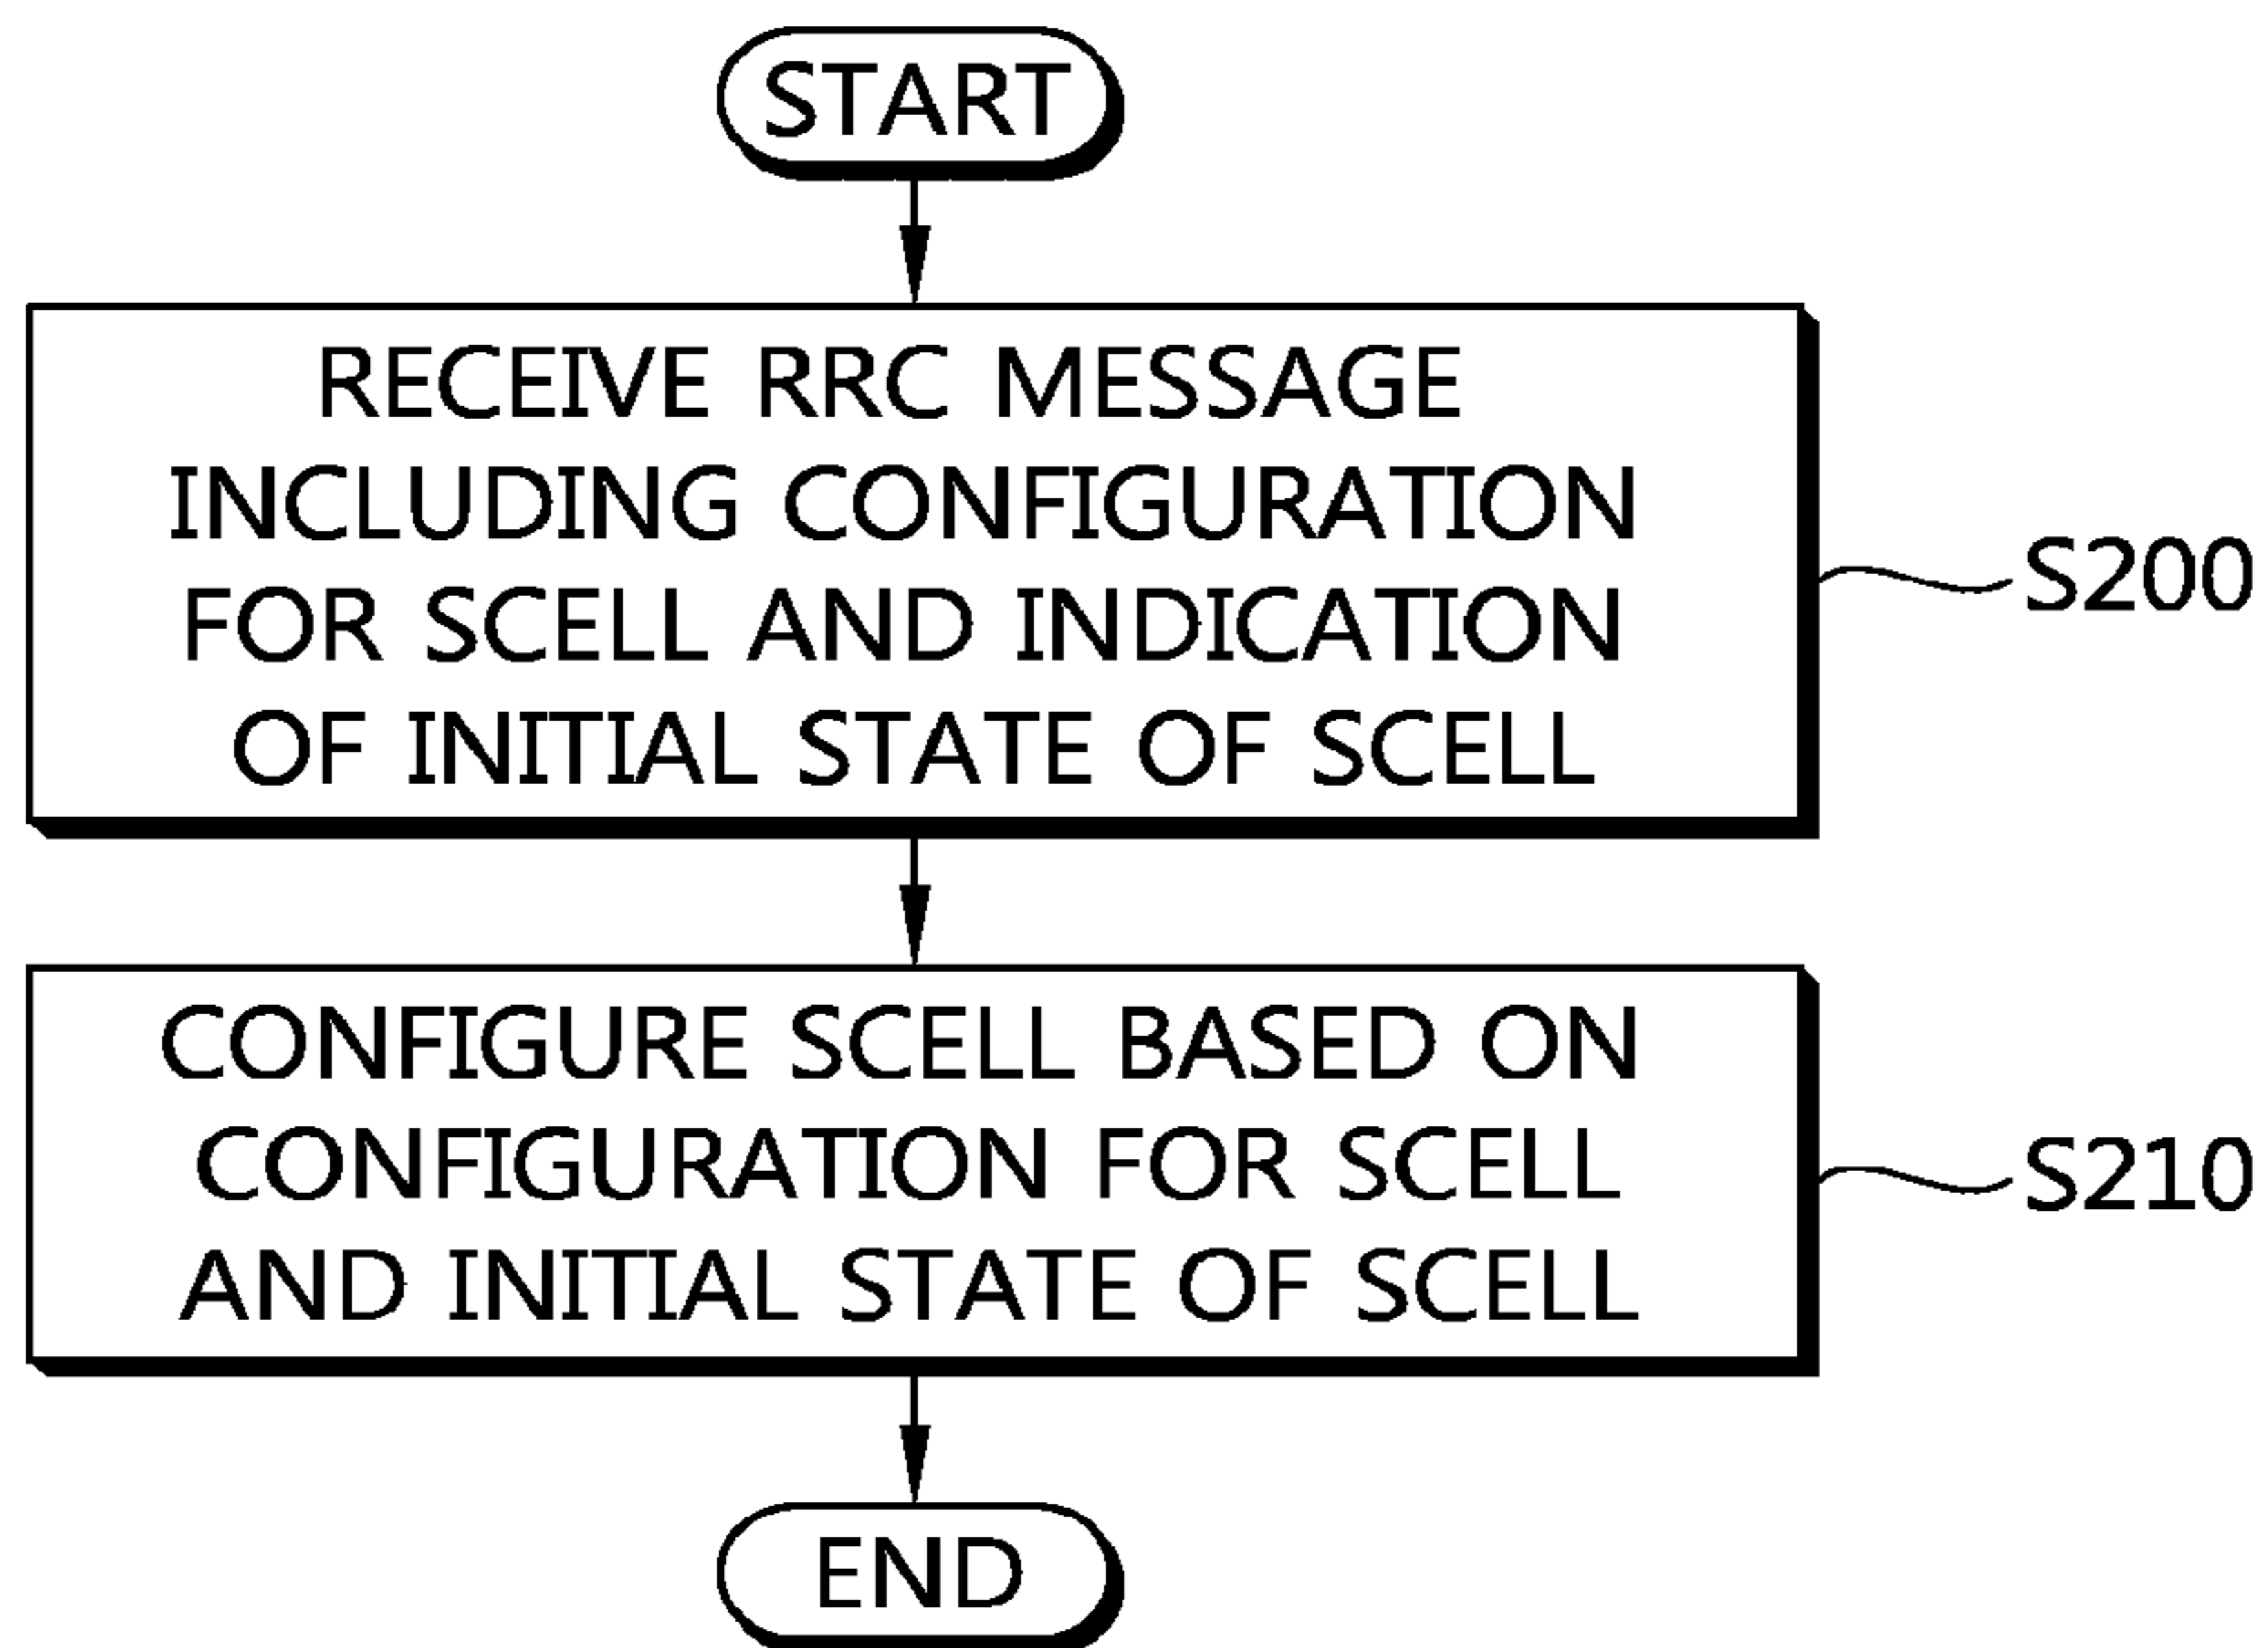 START
RECEIVE RRC MESSAGE
INCLUDING CONFIGURATION
FOR SCELL AND INDICATION
OF INITIAL STATE OF SCELL
S200
CONFIGURE SCELL BASED ON
CONFIGURATION FOR SCELL
AND INITIAL STATE OF SCELL
S210
END